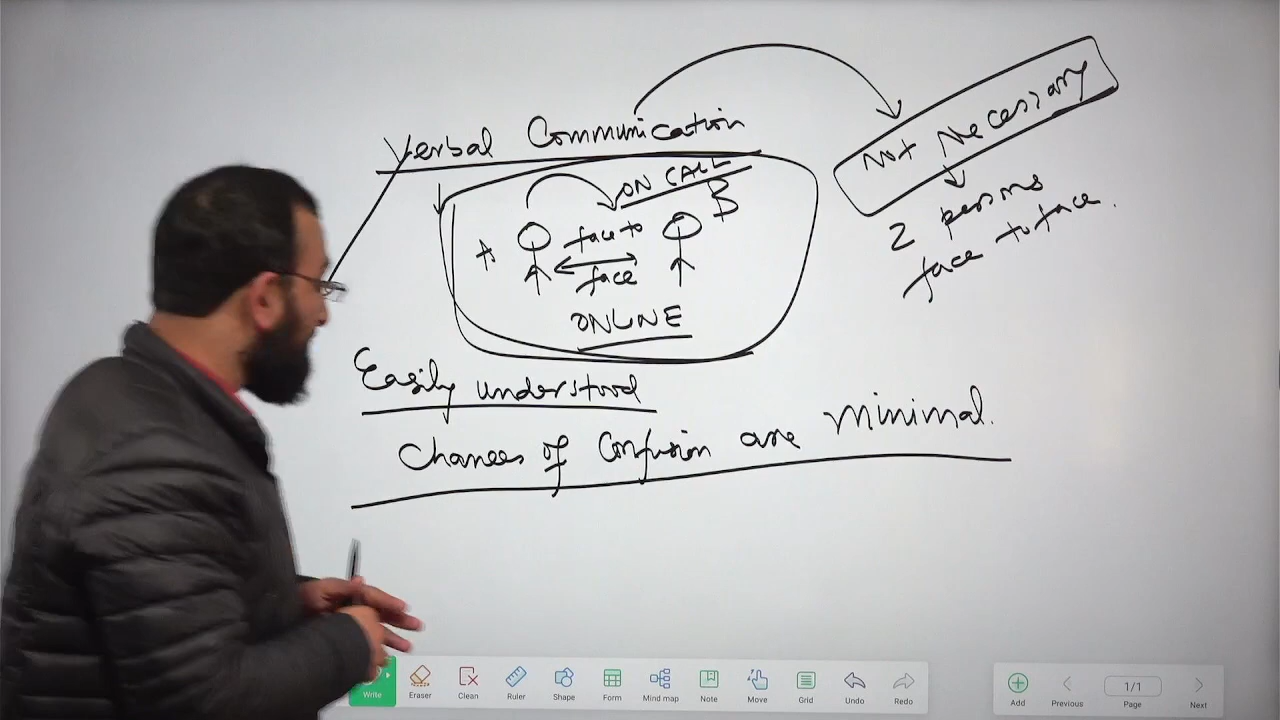 Verbal Communication
Not Necessary
2 persons
face to face.
ON CALL
A face to B
face
ONLINE
Easily understood
Chances of Confusion are Minimal.
Write Eraser Clean Ruler Shape Form Mind map Note Move Grid Undo Redo
Add Previous 1/1 Page Next